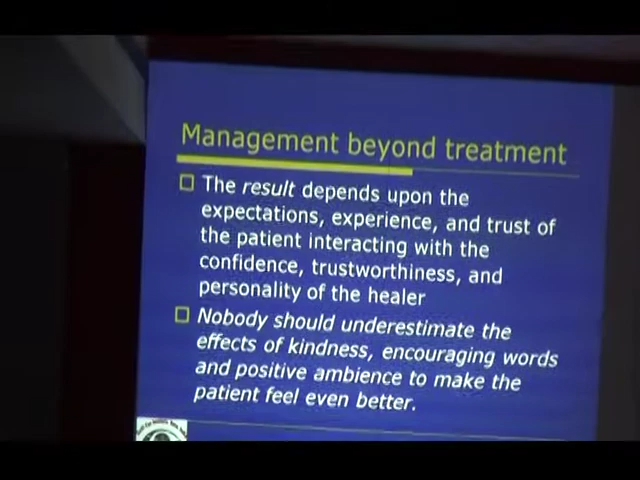 Management beyond treatment
The result depends upon the
expectations, experience, and trust of
the patient interacting with the
confidence, trustworthiness, and
personality of the healer
Nobody should underestimate the
effects of kindness, encouraging words
and positive ambience to make the
patient feel even better.